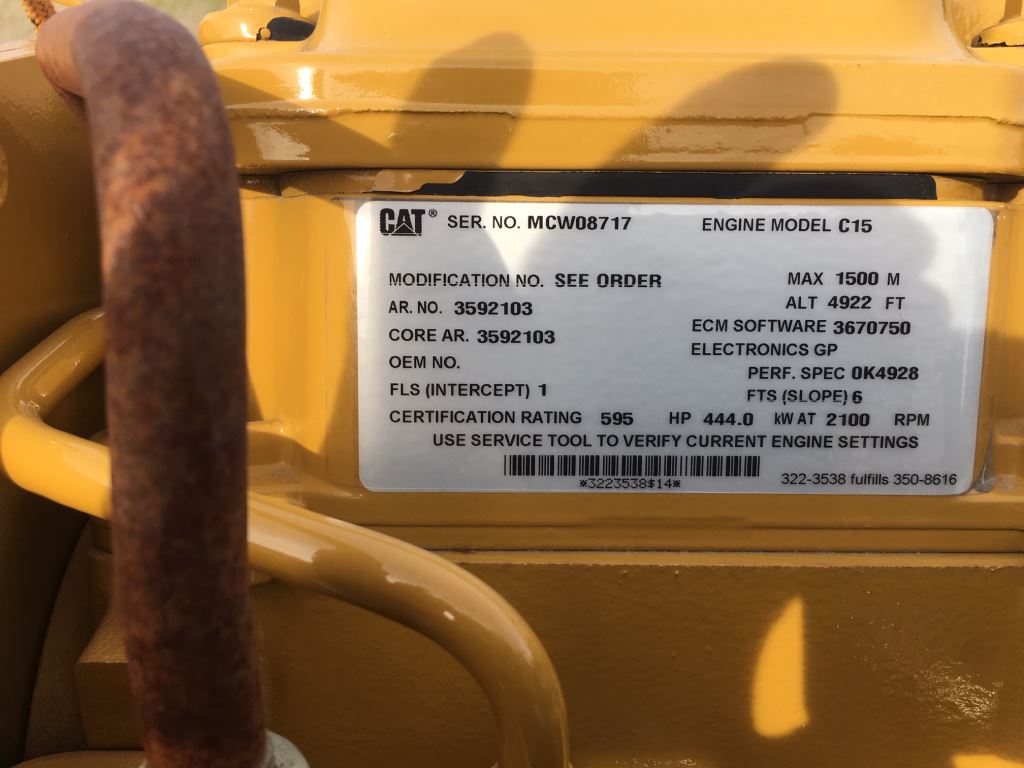 CAT® SER. NO. MCW08717 ENGINE MODEL C15
MODIFICATION NO. SEE ORDER MAX 1500 M
AR. NO. 3592103 ALT 4922 FT
CORE AR. 3592103 ECM SOFTWARE 3670750
OEM NO. ELECTRONICS GP
PERF. SPEC 0K4928
FLS (INTERCEPT) 1 FTS (SLOPE) 6
CERTIFICATION RATING 595 HP 444.0 kW AT 2100 RPM
USE SERVICE TOOL TO VERIFY CURRENT ENGINE SETTINGS
*3223538$14* 322-3538 fulfills 350-8616